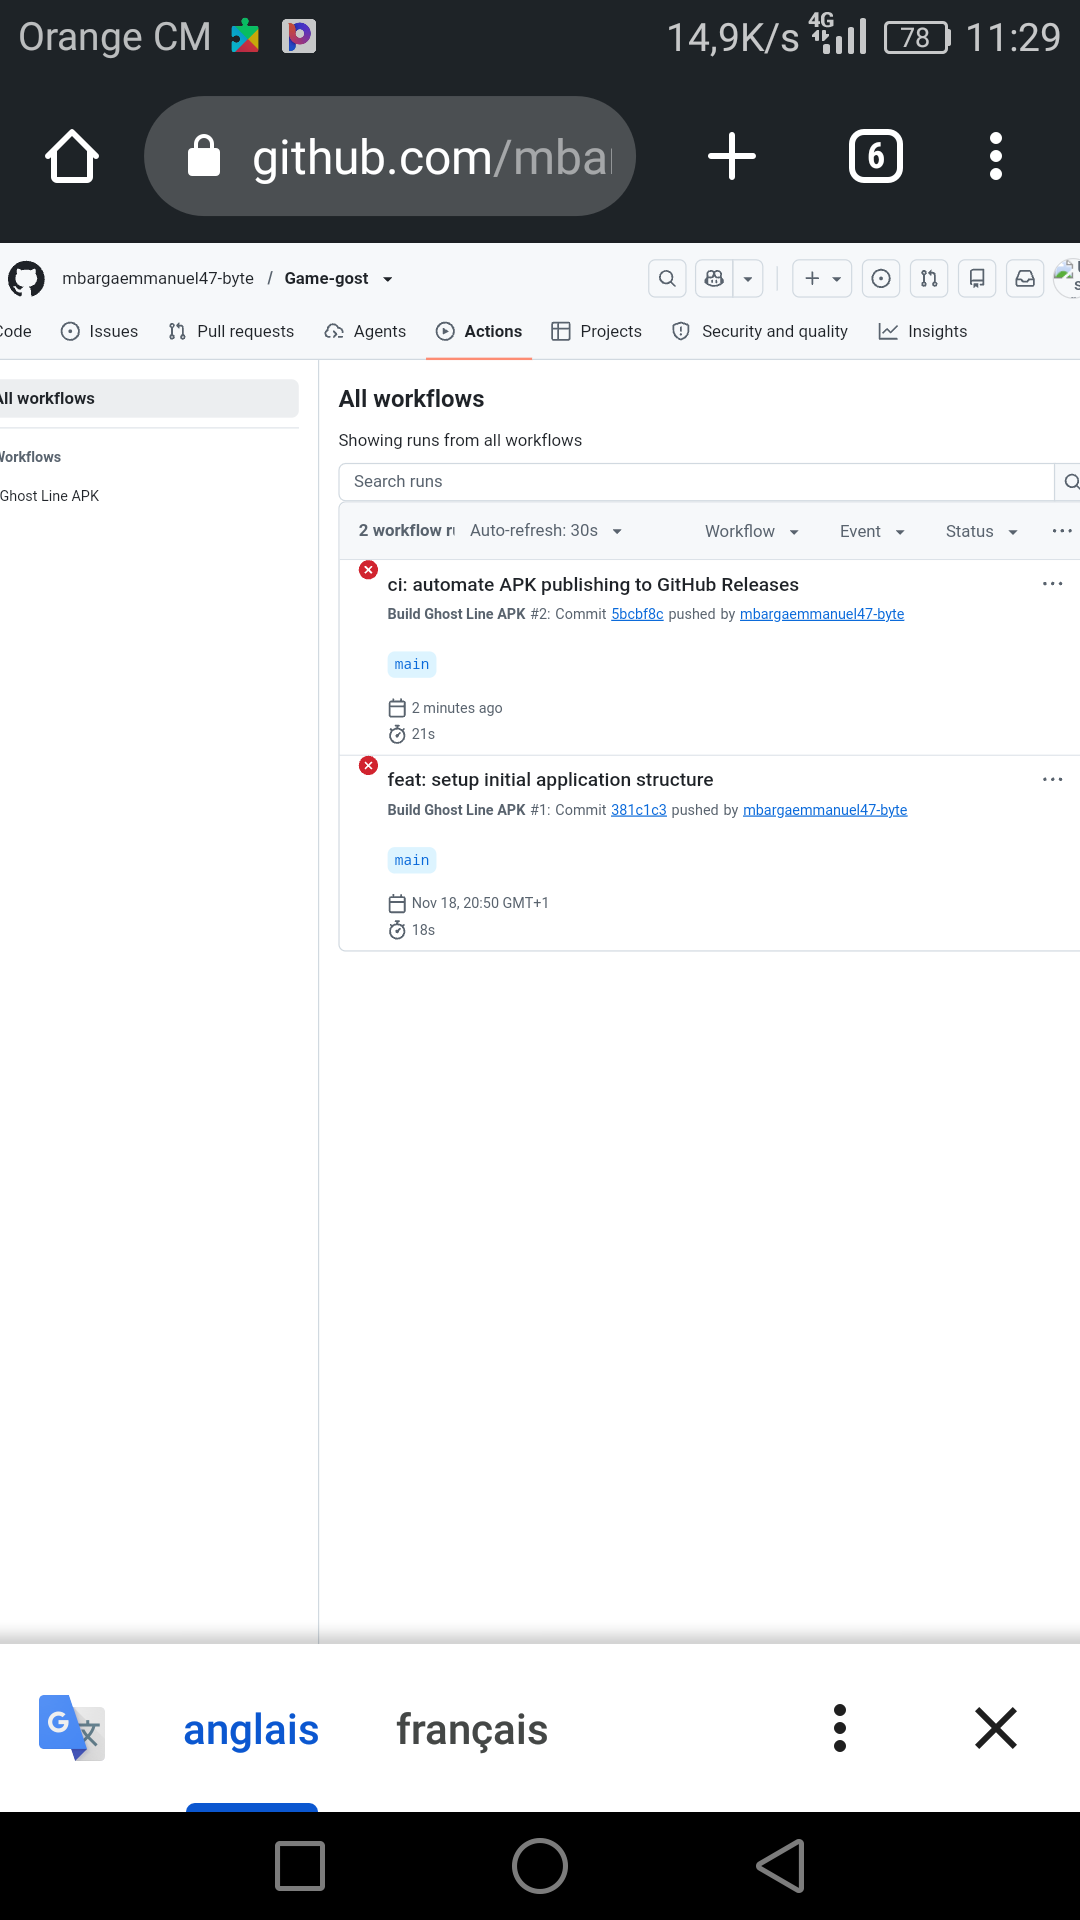 Orange CM 14,9K/s 4G 78 11:29
github.com/mba
6
mbargaemmanuel47-byte / Game-gost
Code Issues Pull requests Agents Actions Projects Security and quality Insights
All workflows
Workflows
Ghost Line APK
All workflows
Showing runs from all workflows
Search runs
2 workflow r Auto-refresh: 30s Workflow Event Status
ci: automate APK publishing to GitHub Releases
Build Ghost Line APK #2: Commit 5bcbf8c pushed by mbargaemmanuel47-byte
main
2 minutes ago
21s
feat: setup initial application structure
Build Ghost Line APK #1: Commit 381c1c3 pushed by mbargaemmanuel47-byte
main
Nov 18, 20:50 GMT+1
18s
anglais français